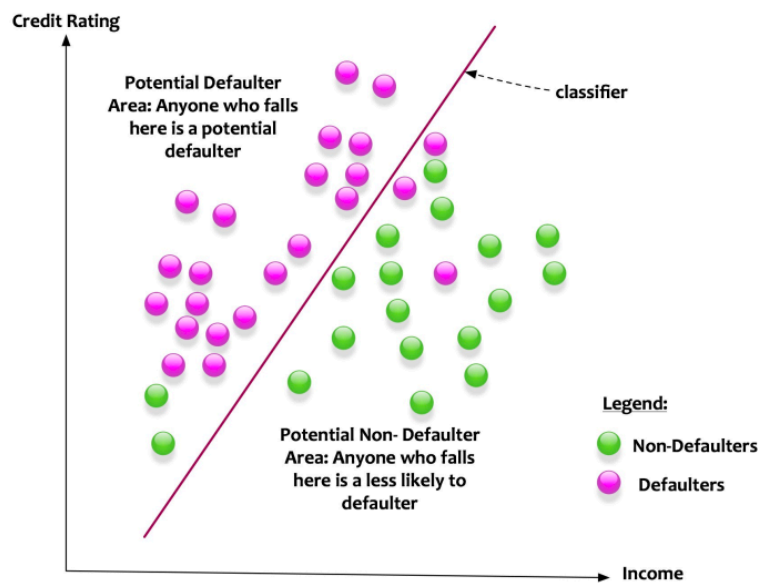 Credit Rating
Potential Defaulter
Area: Anyone who falls
here is a potential
defaulter
classifier
Potential Non- Defaulter
Area: Anyone who falls
here is a less likely to
defaulter
Legend:
Non-Defaulters
Defaulters
Income